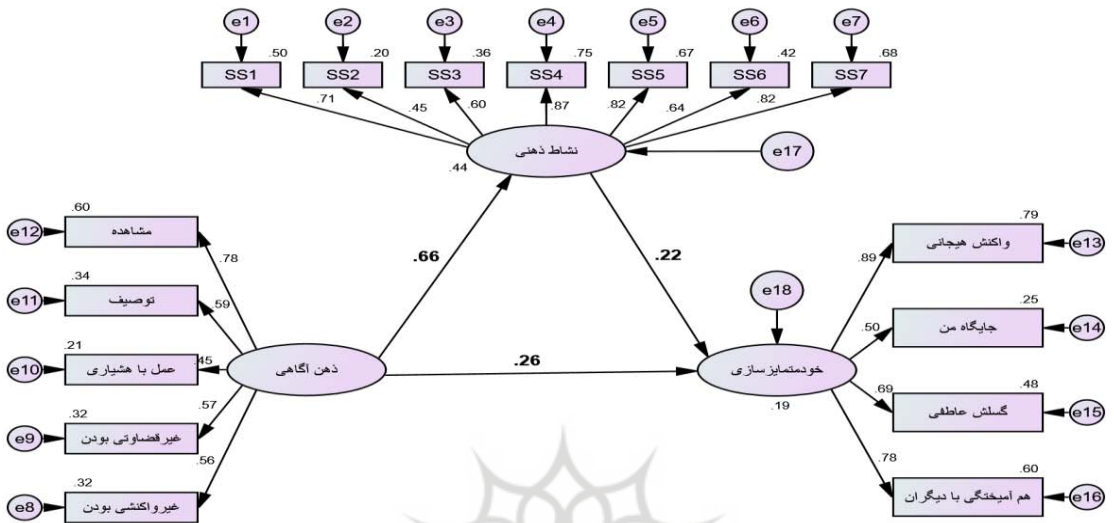 e1 e2 e3 e4 e5 e6 e7
.50 .20 .36 .75 .67 .42 .68
SS1 SS2 SS3 SS4 SS5 SS6 SS7
.71 .45 .60 .87 .82 .64 .82
نشاط ذهنی
.44
e17
.66
.22
.26
e12
.60
مشاهده
.78
e11
.34
توصیف
.59
e10
.21
عمل با هشیاری
.45
e9
.32
غیرقضاوتی بودن
.57
e8
.32
غیرواکنشی بودن
.56
ذهن آگاهی
e18
خودمتمایزسازی
.19
.79
واکنش هیجانی
e13
.89
.25
جایگاه من
e14
.50
.48
گسلش عاطفی
e15
.69
.60
هم آمیختگی با دیگران
e16
.78